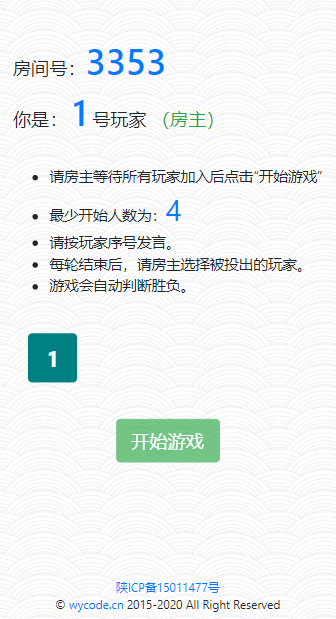 房间号：3353
你是：1号玩家（房主）
请房主等待所有玩家加入后点击“开始游戏”
最少开始人数为：4
请按玩家序号发言。
每轮结束后，请房主选择被投出的玩家。
游戏会自动判断胜负。
1
开始游戏
陕ICP备15011477号
© wycode.cn 2015-2020 All Right Reserved